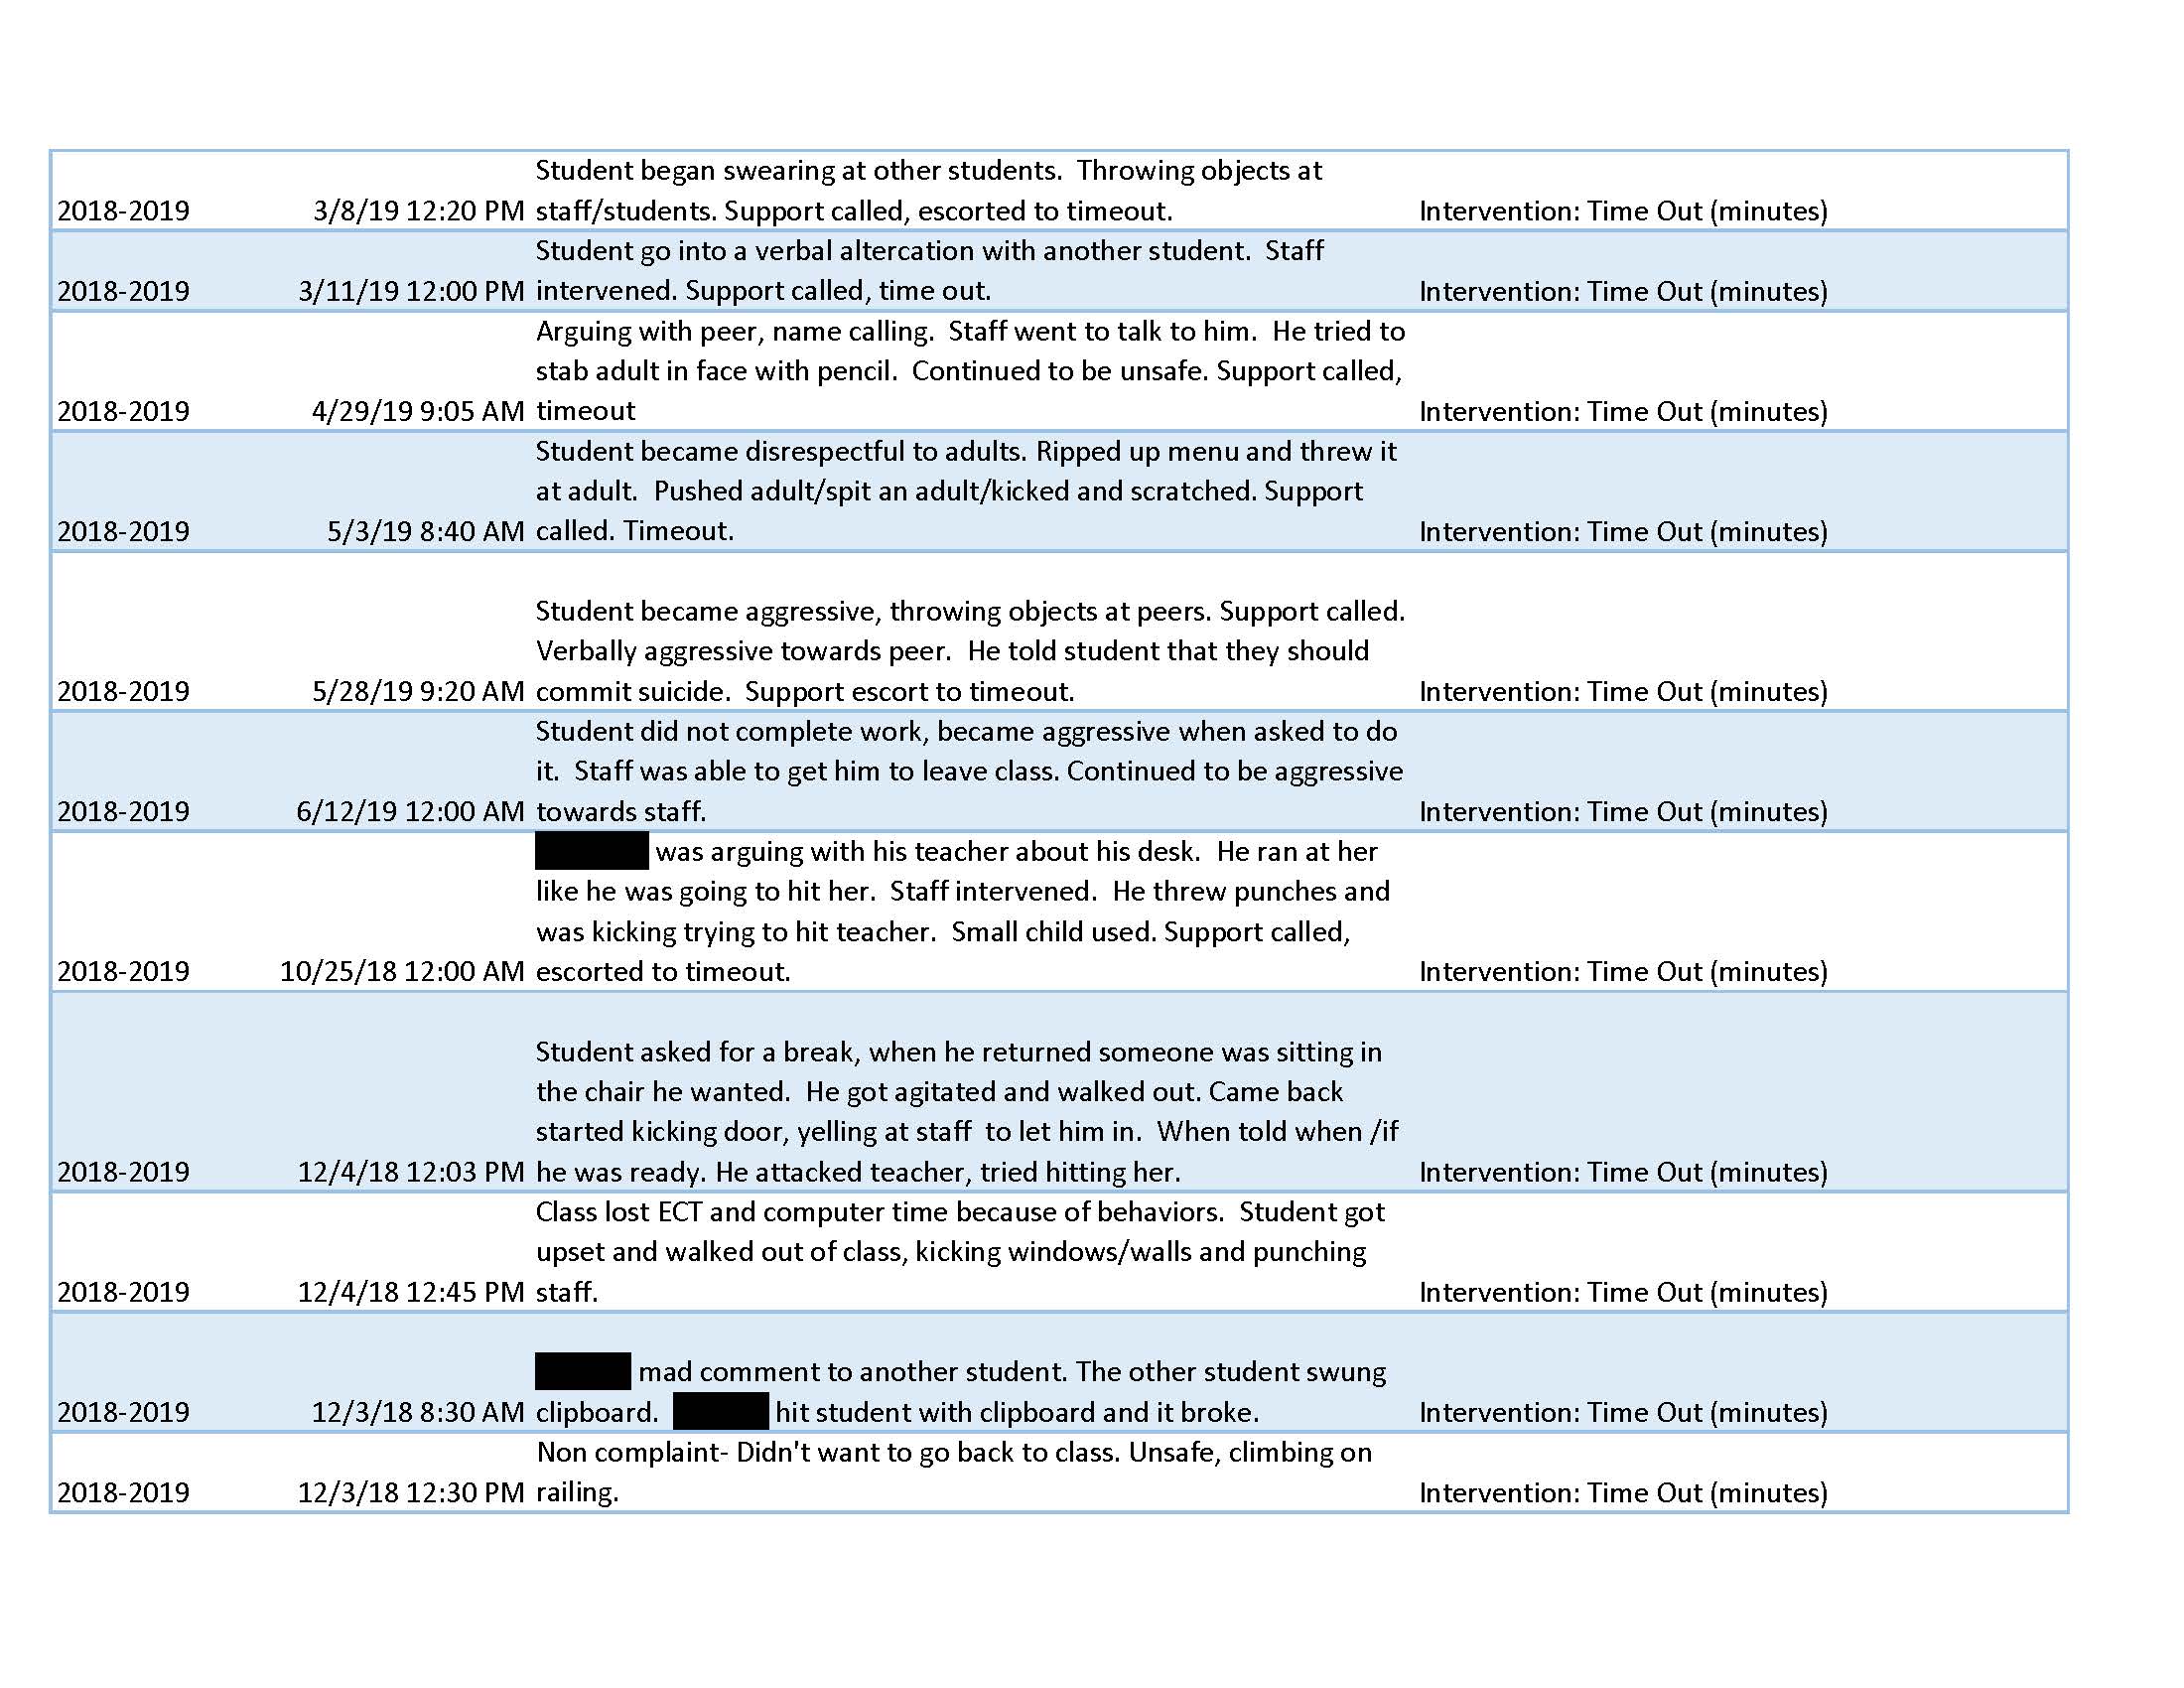 Student began swearing at other students.  Throwing objects at
2018-2019 3/8/19 12:20 PM staff/students. Support called, escorted to timeout. Intervention: Time Out (minutes)
Student go into a verbal altercation with another student.  Staff
2018-2019 3/11/19 12:00 PM intervened. Support called, time out. Intervention: Time Out (minutes)
Arguing with peer, name calling.  Staff went to talk to him.  He tried to
stab adult in face with pencil.  Continued to be unsafe. Support called,
2018-2019 4/29/19 9:05 AM timeout Intervention: Time Out (minutes)
Student became disrespectful to adults. Ripped up menu and threw it
at adult.  Pushed adult/spit an adult/kicked and scratched. Support
2018-2019 5/3/19 8:40 AM called. Timeout. Intervention: Time Out (minutes)
Student became aggressive, throwing objects at peers. Support called.
Verbally aggressive towards peer.  He told student that they should
2018-2019 5/28/19 9:20 AM commit suicide.  Support escort to timeout. Intervention: Time Out (minutes)
Student did not complete work, became aggressive when asked to do
it.  Staff was able to get him to leave class. Continued to be aggressive
2018-2019 6/12/19 12:00 AM towards staff. Intervention: Time Out (minutes)
was arguing with his teacher about his desk.  He ran at her
like he was going to hit her.  Staff intervened.  He threw punches and
was kicking trying to hit teacher.  Small child used. Support called,
2018-2019 10/25/18 12:00 AM escorted to timeout. Intervention: Time Out (minutes)
Student asked for a break, when he returned someone was sitting in
the chair he wanted.  He got agitated and walked out. Came back
started kicking door, yelling at staff  to let him in.  When told when /if
2018-2019 12/4/18 12:03 PM he was ready. He attacked teacher, tried hitting her. Intervention: Time Out (minutes)
Class lost ECT and computer time because of behaviors.  Student got
upset and walked out of class, kicking windows/walls and punching
2018-2019 12/4/18 12:45 PM staff. Intervention: Time Out (minutes)
mad comment to another student. The other student swung
2018-2019 12/3/18 8:30 AM clipboard. hit student with clipboard and it broke. Intervention: Time Out (minutes)
Non complaint- Didn't want to go back to class. Unsafe, climbing on
2018-2019 12/3/18 12:30 PM railing. Intervention: Time Out (minutes)